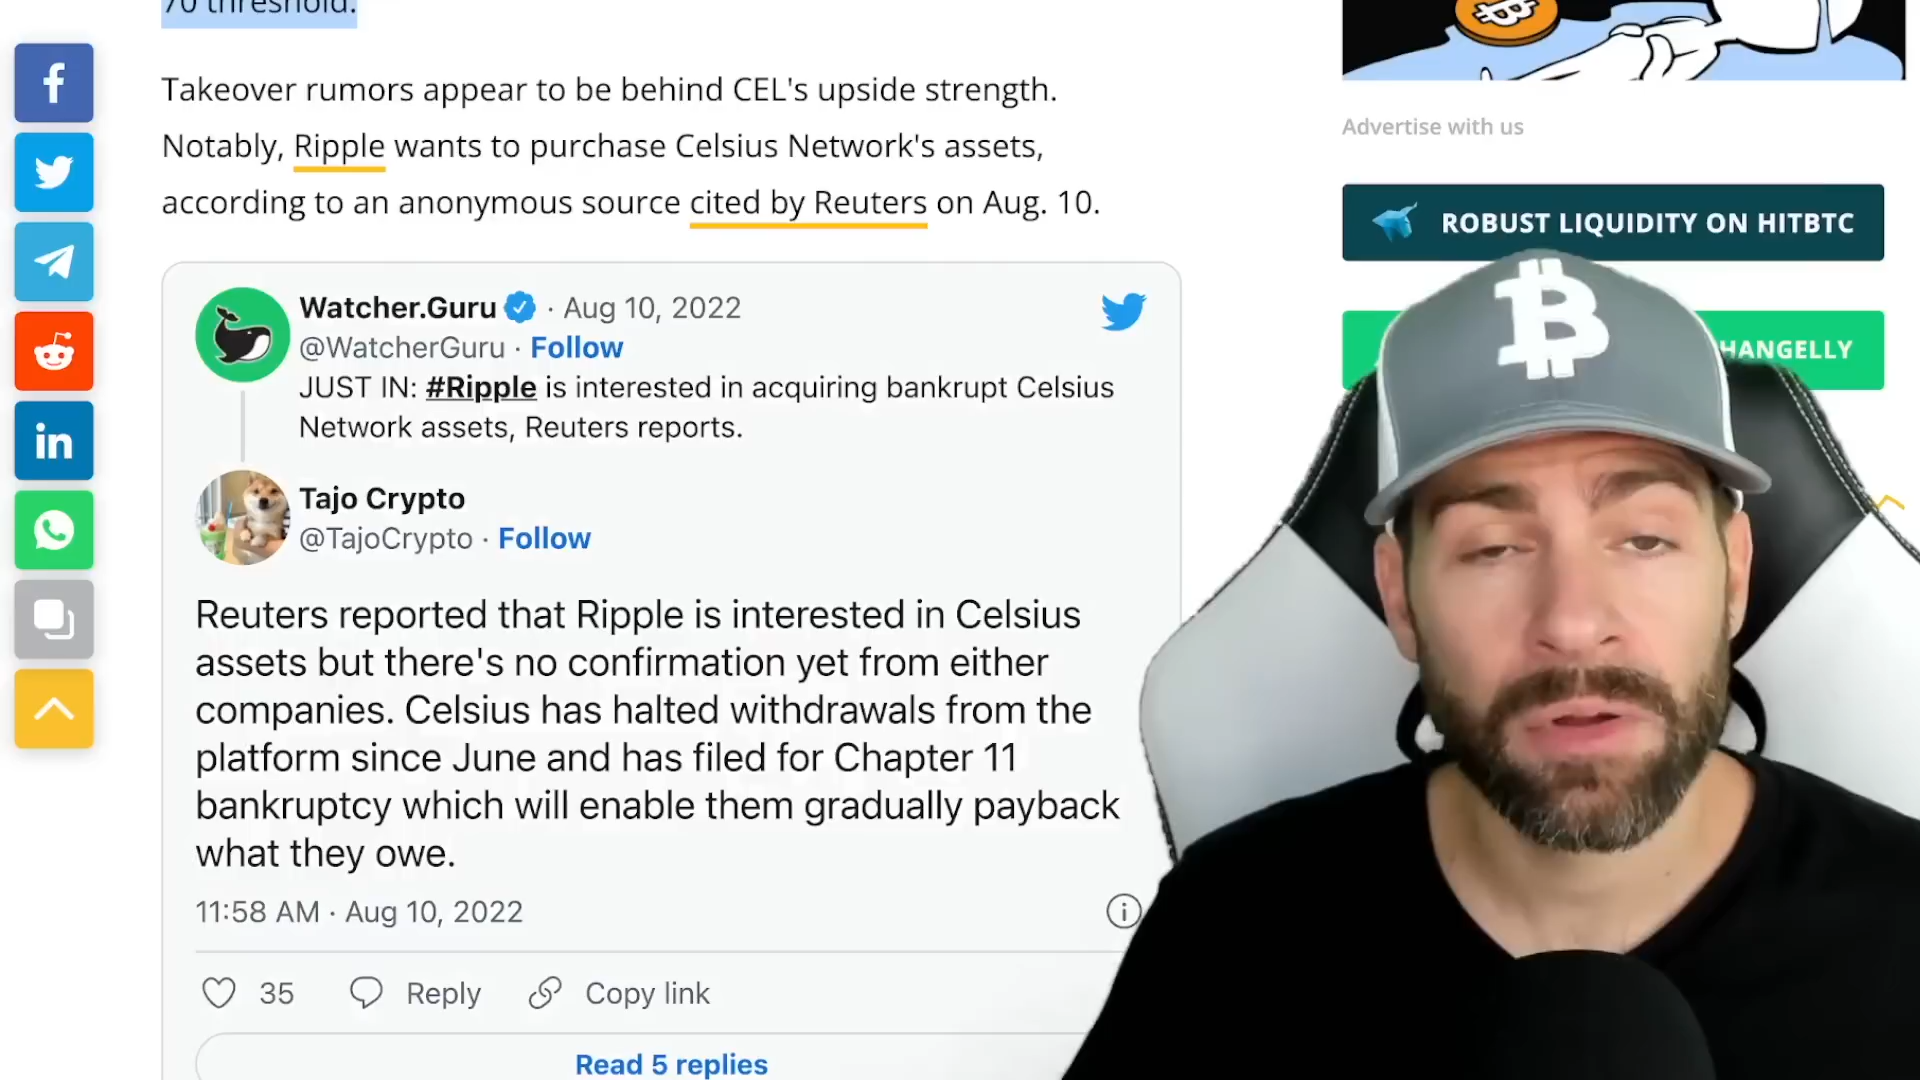 70 threshold.
Takeover rumors appear to be behind CEL's upside strength.
Notably, Ripple wants to purchase Celsius Network's assets,
according to an anonymous source cited by Reuters on Aug. 10.
Watcher.Guru · Aug 10, 2022
@WatcherGuru · Follow
JUST IN: #Ripple is interested in acquiring bankrupt Celsius
Network assets, Reuters reports.
Tajo Crypto
@TajoCrypto · Follow
Reuters reported that Ripple is interested in Celsius
assets but there's no confirmation yet from either
companies. Celsius has halted withdrawals from the
platform since June and has filed for Chapter 11
bankruptcy which will enable them gradually payback
what they owe.
11:58 AM · Aug 10, 2022
35 Reply Copy link
Read 5 replies
Advertise with us
ROBUST LIQUIDITY ON HITBTC
HANGELLY